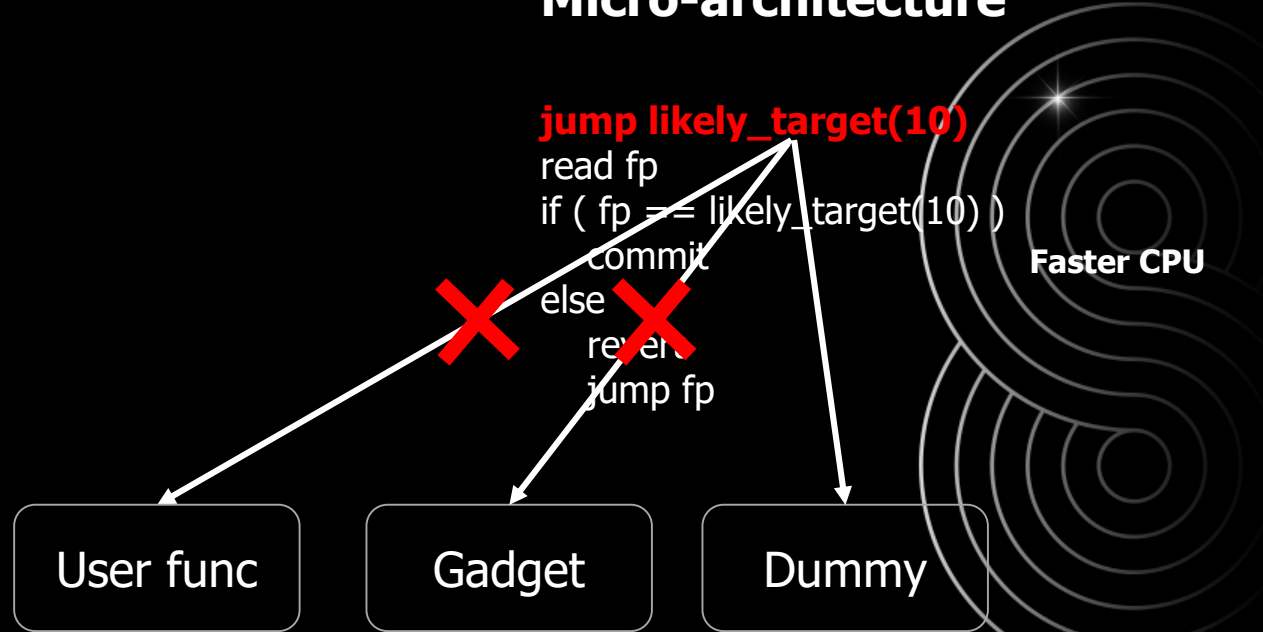 Micro-architecture
jump likely_target(10)
read fp
if ( fp == likely_target(10) )
commit
else
revert
jump fp
Faster CPU
User func
Gadget
Dummy